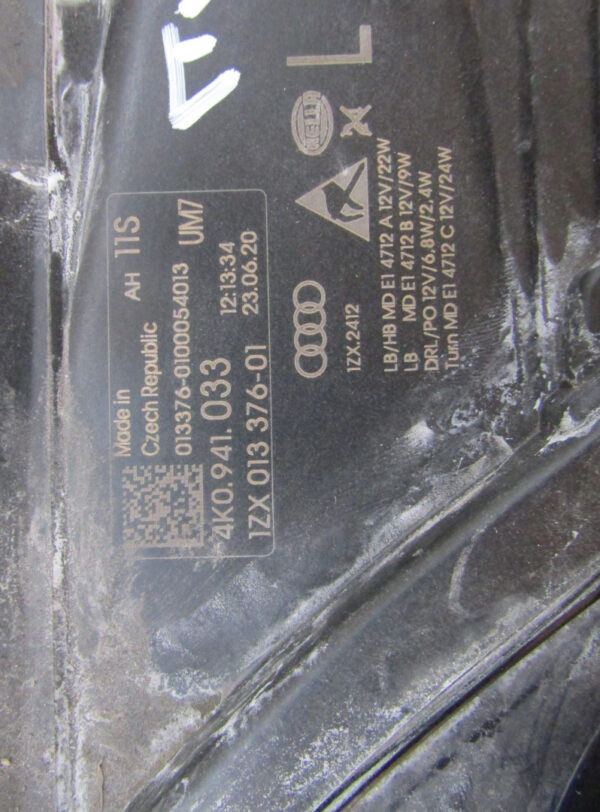 Made in
Czech Republic
AH 11S
013376-0100054013 UM7
4K0.941.033
12:13:34
23.06.20
1ZX 013 376-01
L
HELLA
1ZX.2412
LB/HB MD E1 4712 A 12V/22W
LB MD E1 4712 B 12V/9W
DRL/PO 12V/6,8W/2,4W
Turn MD E1 4712 C 12V/24W